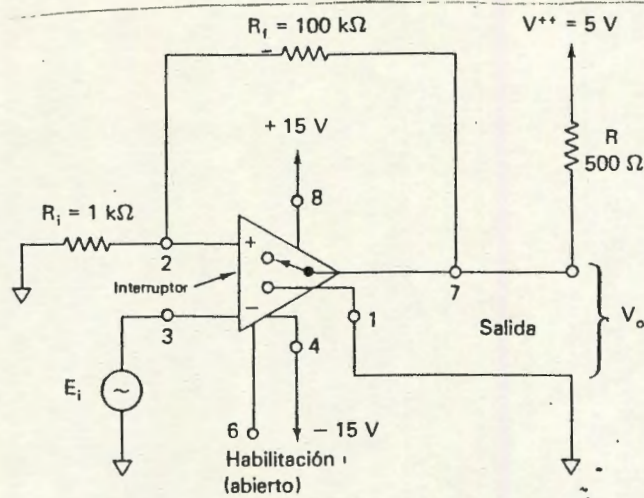 R_f = 100 kΩ
V⁺⁺ = 5 V
+ 15 V
R
500 Ω
8
R_i = 1 kΩ
+
2
Interruptor
7
−
1
3
4
Salida
V_o
E_i
6
− 15 V
Habilitación
(abierto)